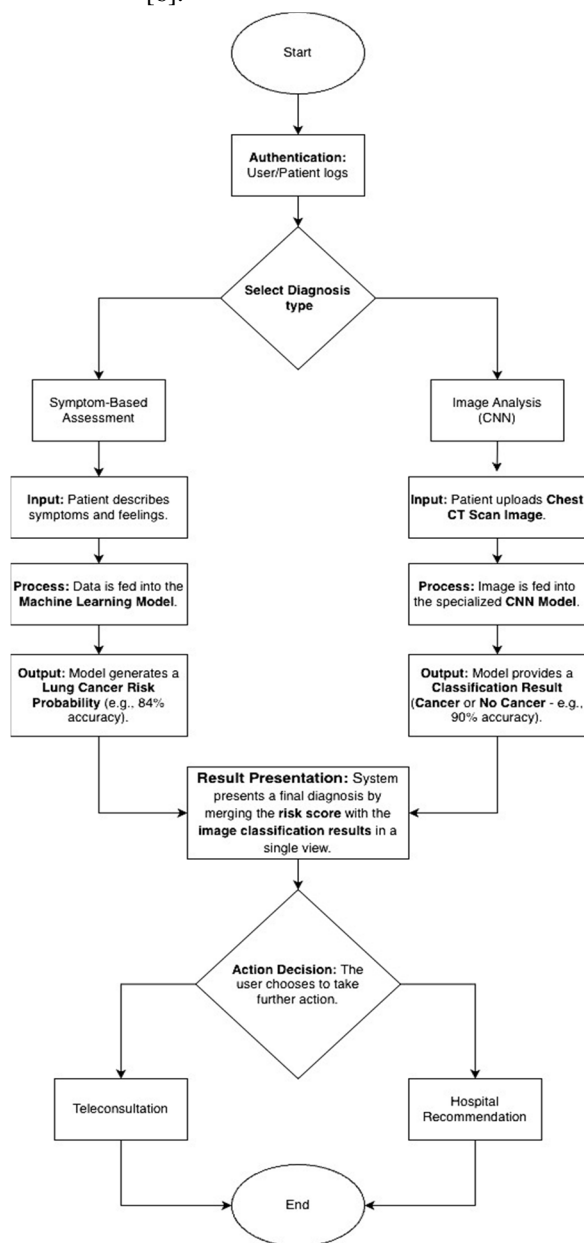 [6].
Start
Authentication:
User/Patient logs
Select Diagnosis
type
Symptom-Based
Assessment
Image Analysis
(CNN)
Input: Patient describes
symptoms and feelings.
Input: Patient uploads Chest
CT Scan Image.
Process: Data is fed into the
Machine Learning Model.
Process: Image is fed into
the specialized CNN Model.
Output: Model generates a
Lung Cancer Risk
Probability (e.g., 84%
accuracy).
Output: Model provides a
Classification Result
(Cancer or No Cancer - e.g.,
90% accuracy).
Result Presentation: System
presents a final diagnosis by
merging the risk score with the
image classification results in a
single view.
Action Decision: The
user chooses to take
further action.
Teleconsultation
Hospital
Recommendation
End